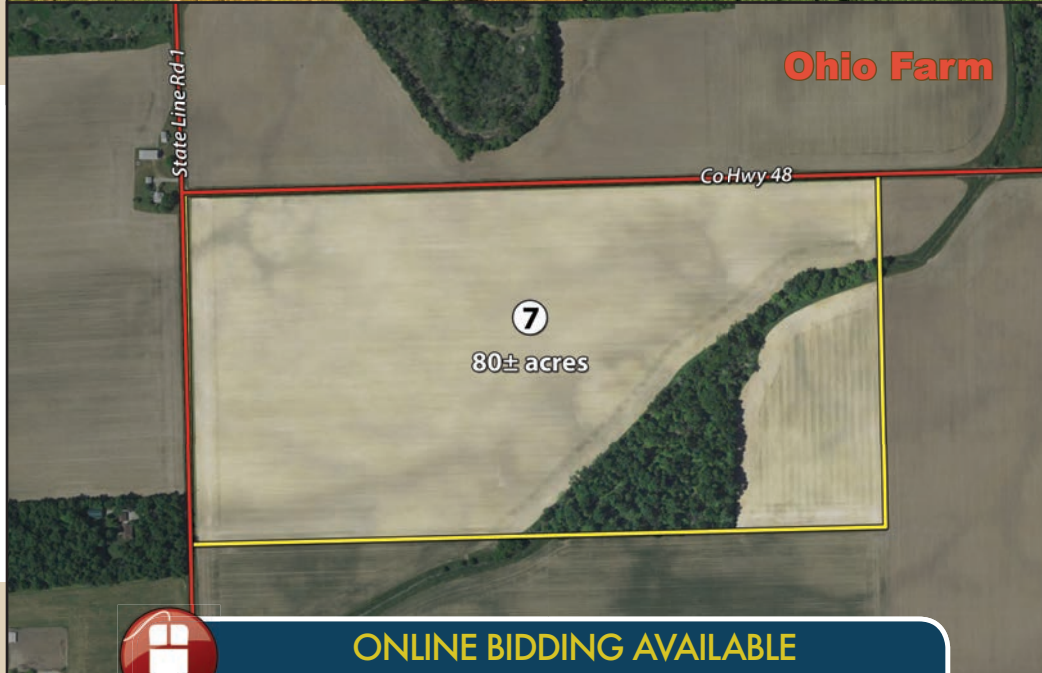 Ohio Farm
State Line Rd 1
Co Hwy 48
7
80± acres
ONLINE BIDDING AVAILABLE